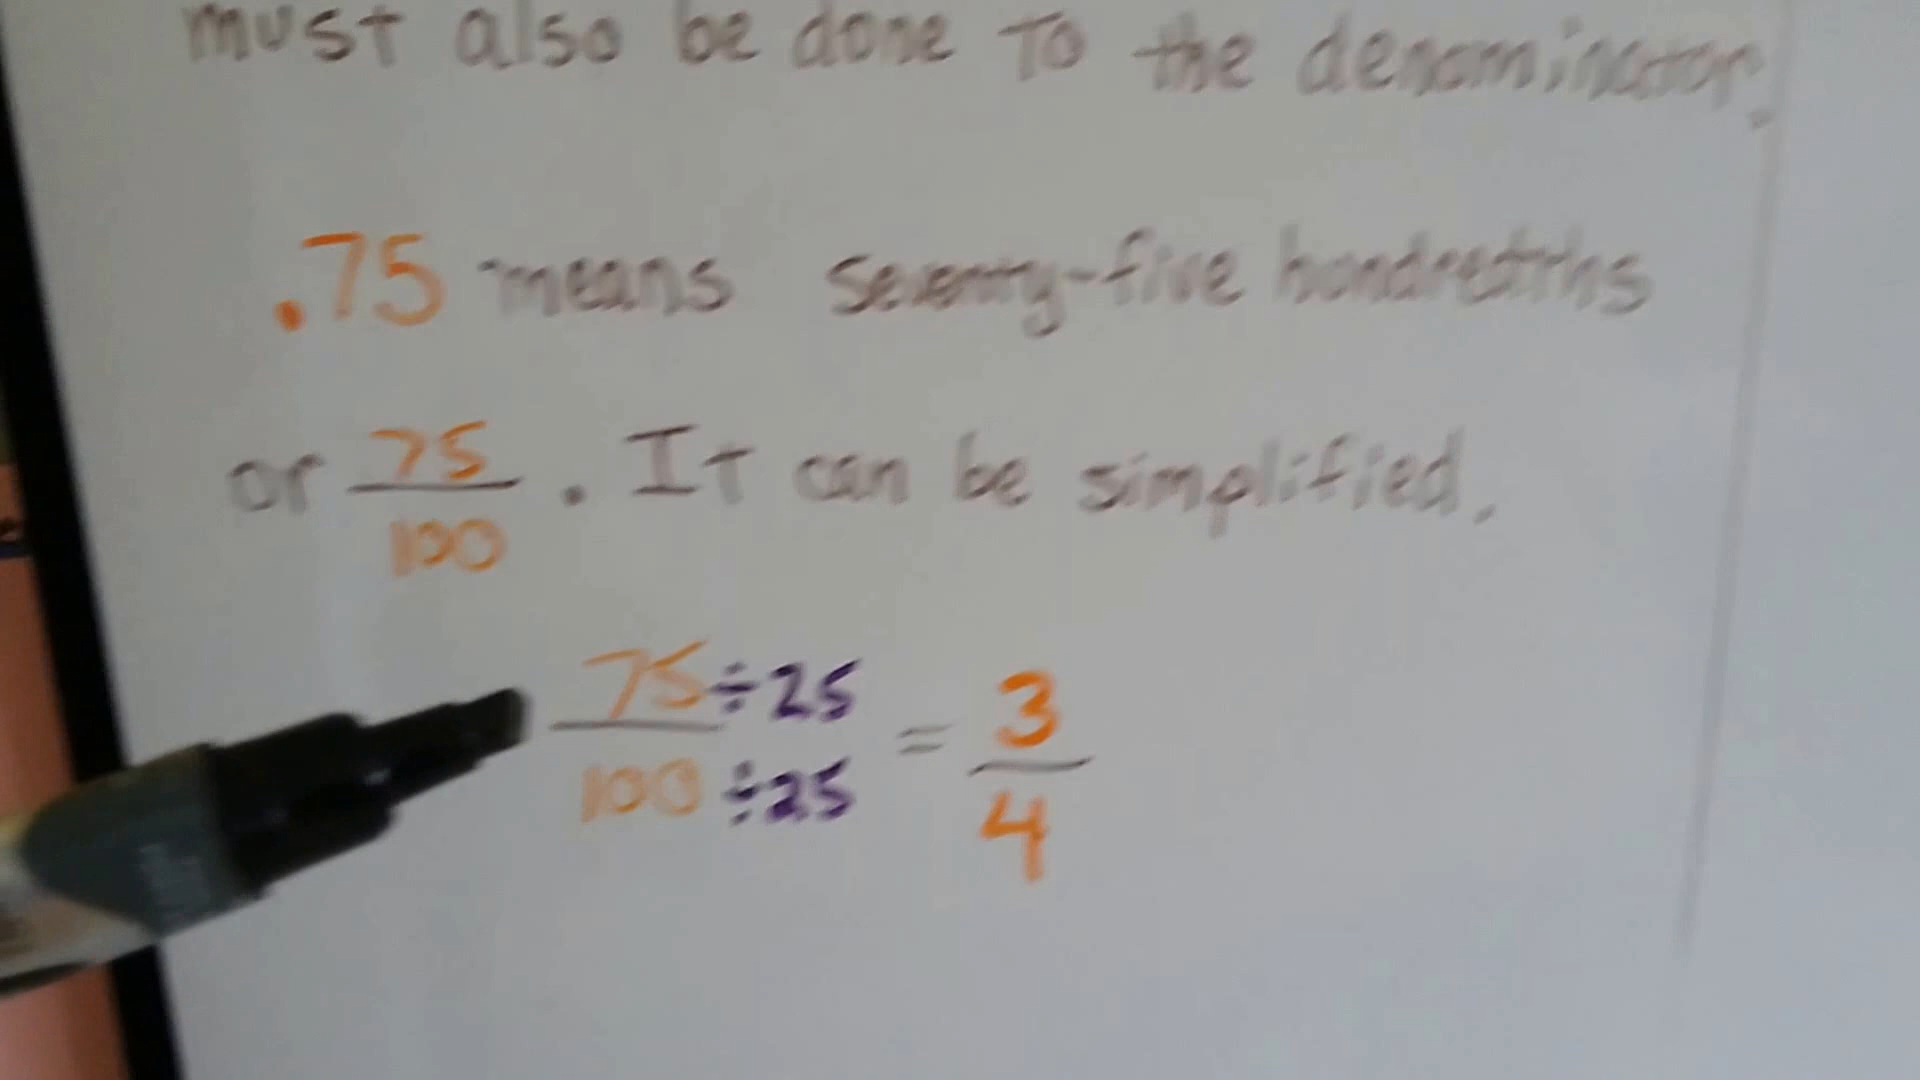 must also be done to the denominator.
.75 means seventy-five hundredths
or 75/100 . It can be simplified.
75 ÷ 25 / 100 ÷ 25 = 3/4